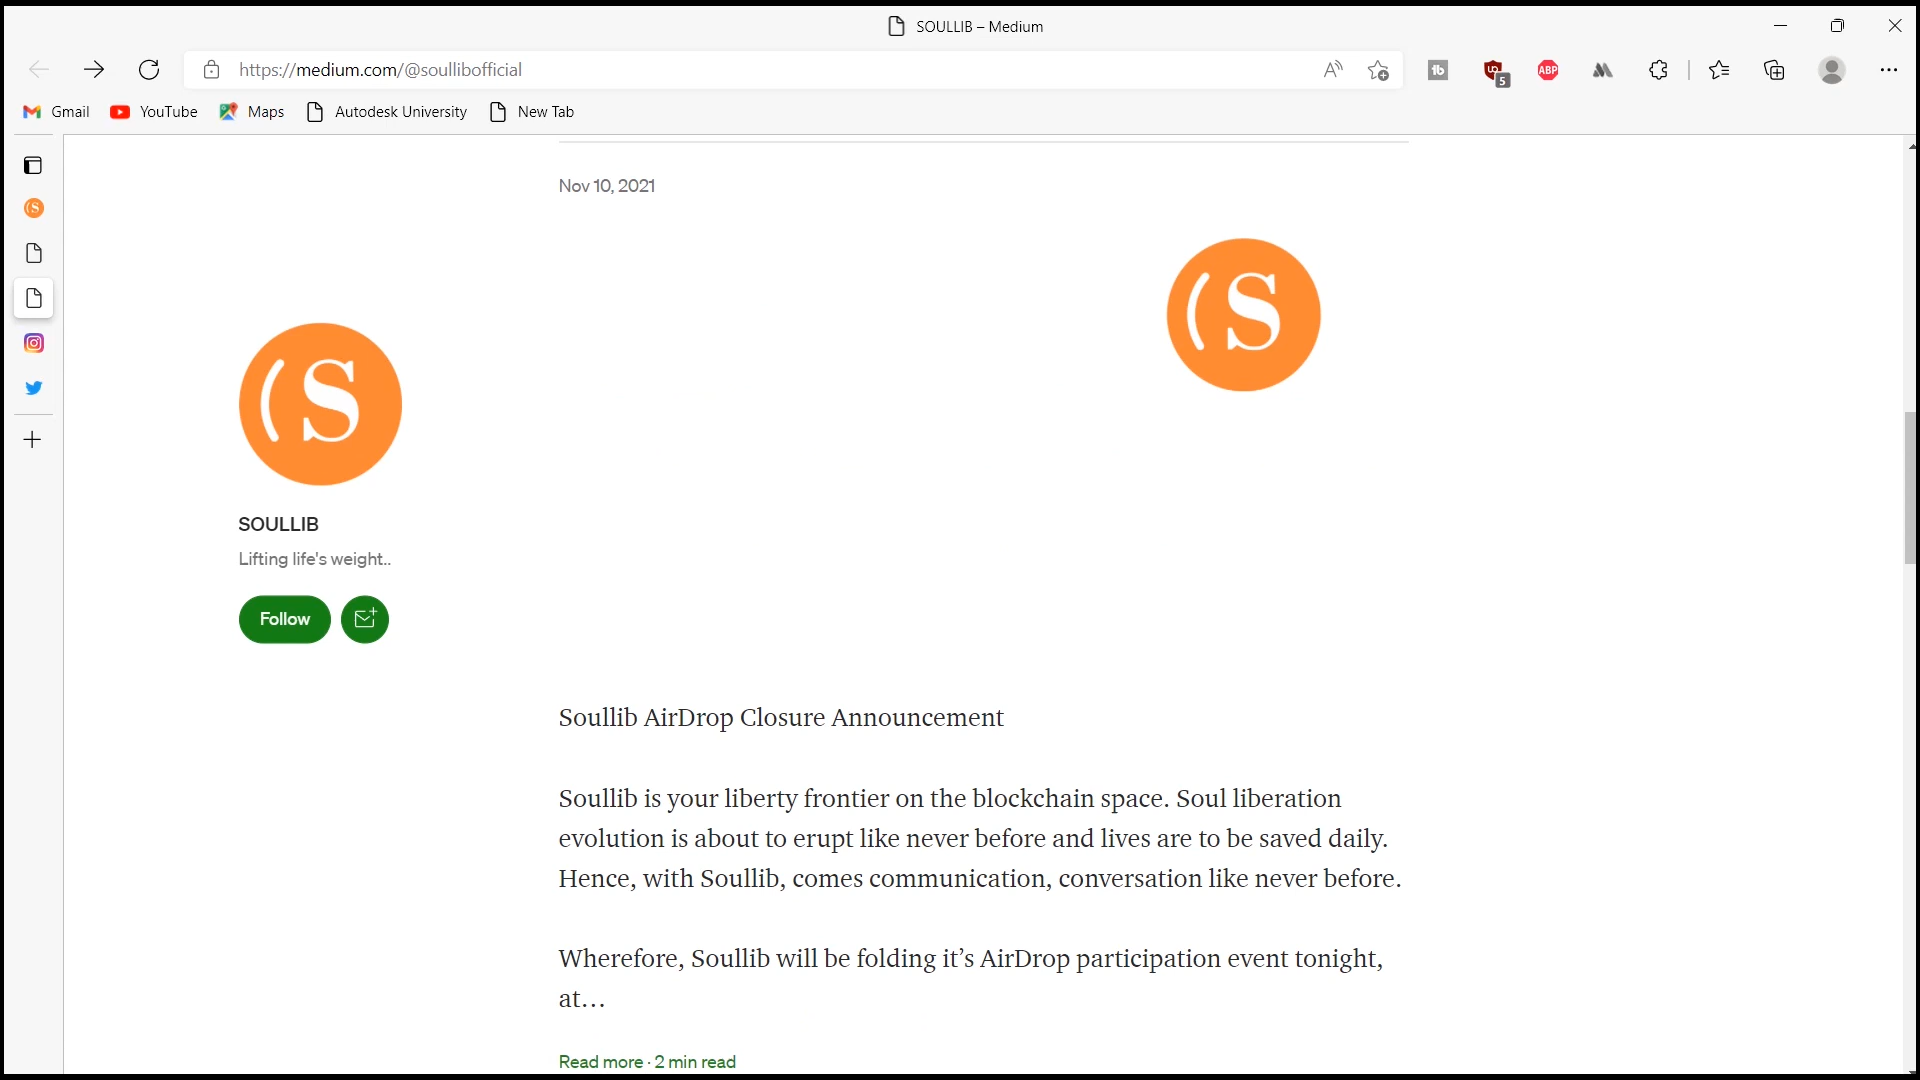 SOULLIB – Medium
https://medium.com/@soullibofficial
5
ABP
Gmail
YouTube
Maps
Autodesk University
New Tab
Nov 10, 2021
(S
(S
SOULLIB
Lifting life's weight..
Follow
Soullib AirDrop Closure Announcement
Soullib is your liberty frontier on the blockchain space. Soul liberation
evolution is about to erupt like never before and lives are to be saved daily.
Hence, with Soullib, comes communication, conversation like never before.
Wherefore, Soullib will be folding it’s AirDrop participation event tonight,
at…
Read more · 2 min read